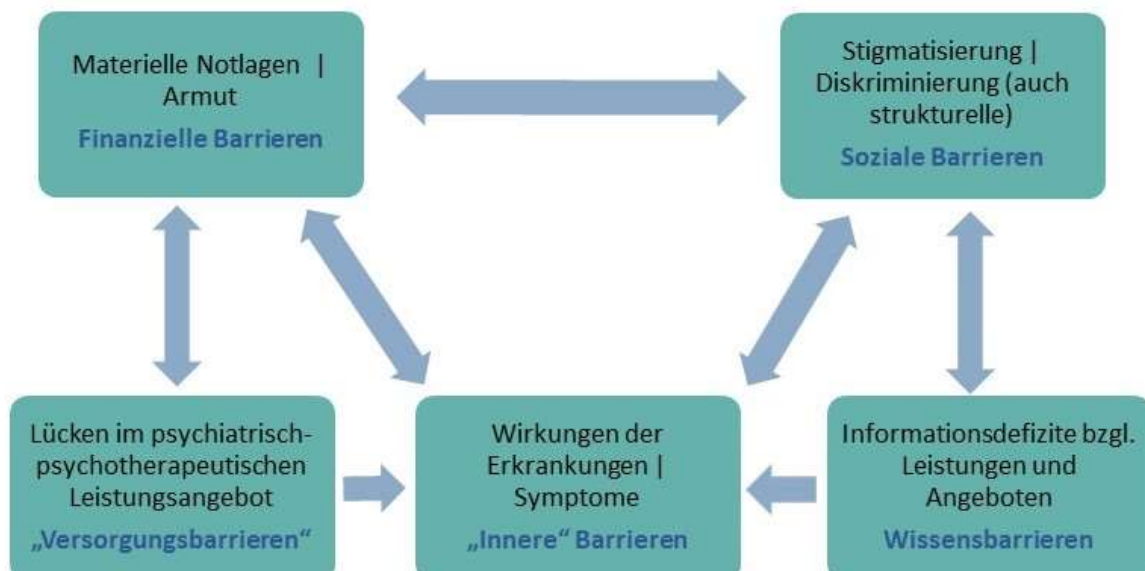 Materielle Notlagen |
Armut
Finanzielle Barrieren
Stigmatisierung |
Diskriminierung (auch
strukturelle)
Soziale Barrieren
Lücken im psychiatrisch-
psychotherapeutischen
Leistungsangebot
„Versorgungsbarrieren“
Wirkungen der
Erkrankungen |
Symptome
„Innere“ Barrieren
Informationsdefizite bzgl.
Leistungen und
Angeboten
Wissensbarrieren